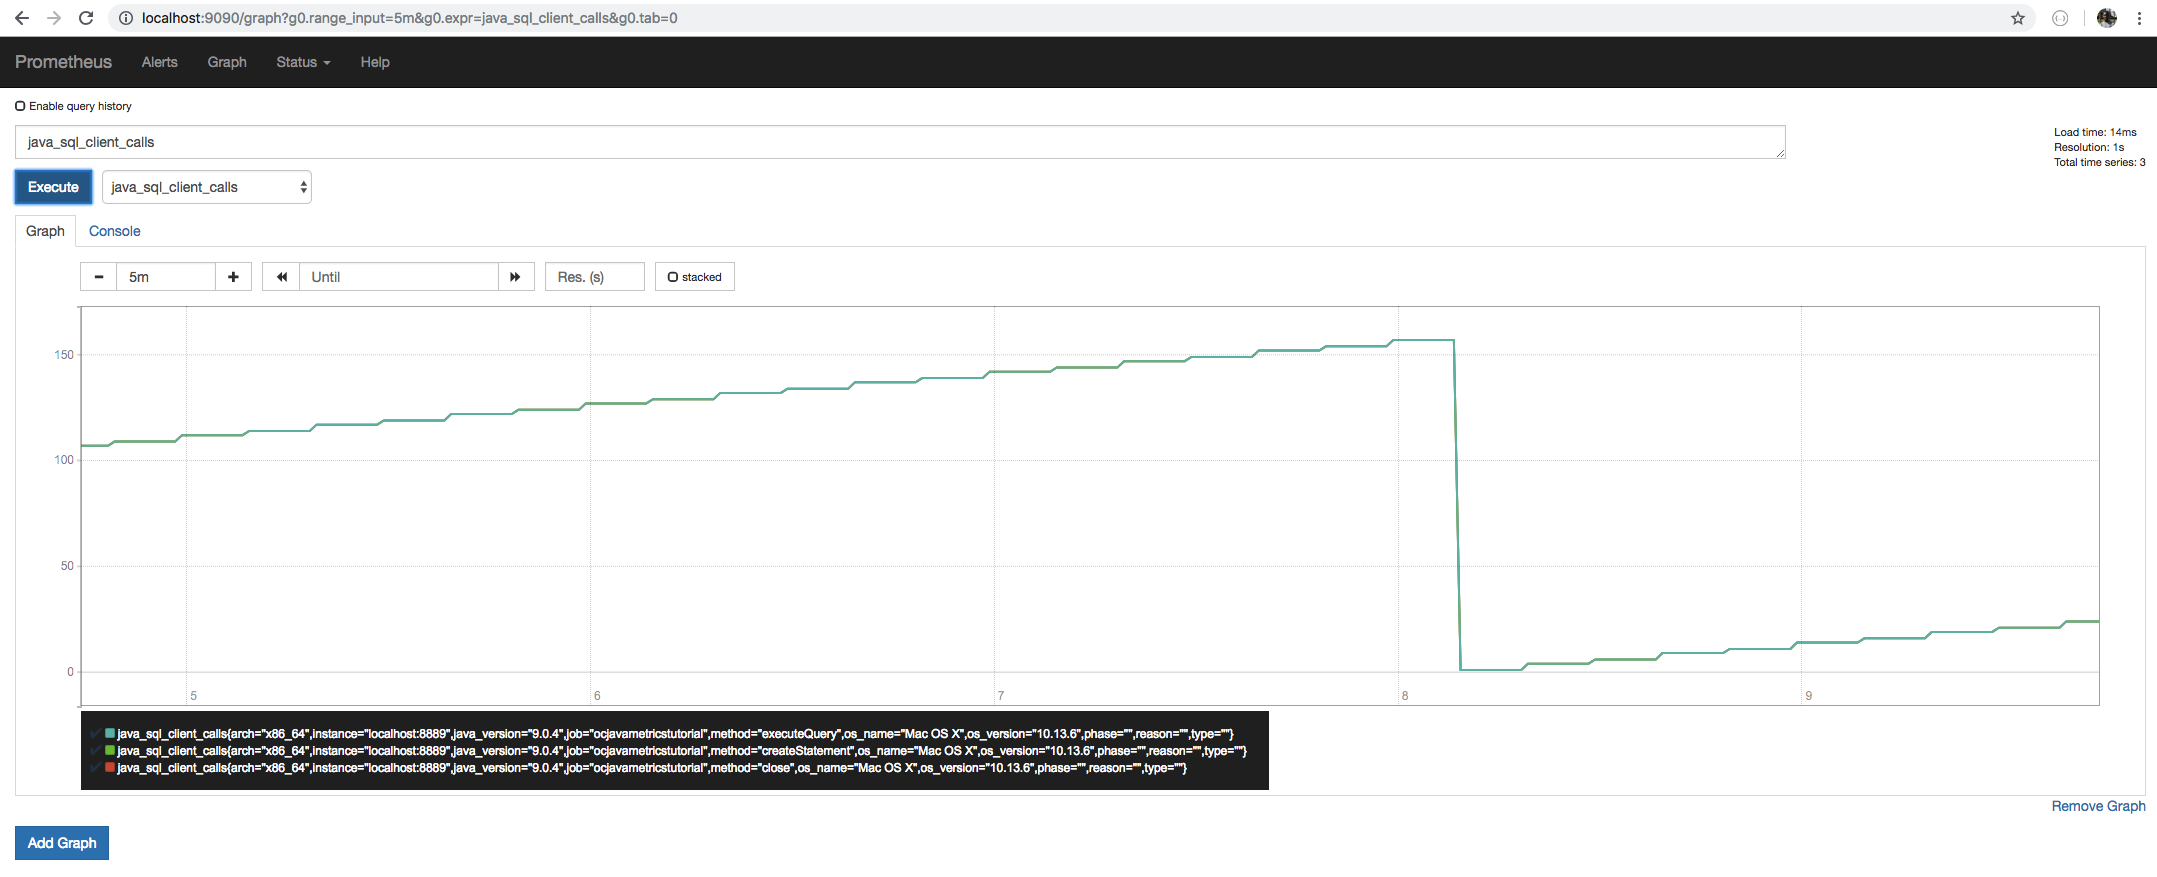 localhost:9090/graph?g0.range_input=5m&g0.expr=java_sql_client_calls&g0.tab=0
Prometheus Alerts Graph Status Help
Enable query history
java_sql_client_calls
Load time: 14ms
Resolution: 1s
Total time series: 3
Execute java_sql_client_calls
Graph Console
5m Until Res. (s) stacked
150
100
50
0
5 6 7 8 9
java_sql_client_calls{arch="x86_64",instance="localhost:8889",java_version="9.0.4",job="ocjavametricstutorial",method="executeQuery",os_name="Mac OS X",os_version="10.13.6",phase="",reason="",type=""}
java_sql_client_calls{arch="x86_64",instance="localhost:8889",java_version="9.0.4",job="ocjavametricstutorial",method="createStatement",os_name="Mac OS X",os_version="10.13.6",phase="",reason="",type=""}
java_sql_client_calls{arch="x86_64",instance="localhost:8889",java_version="9.0.4",job="ocjavametricstutorial",method="close",os_name="Mac OS X",os_version="10.13.6",phase="",reason="",type=""}
Remove Graph
Add Graph